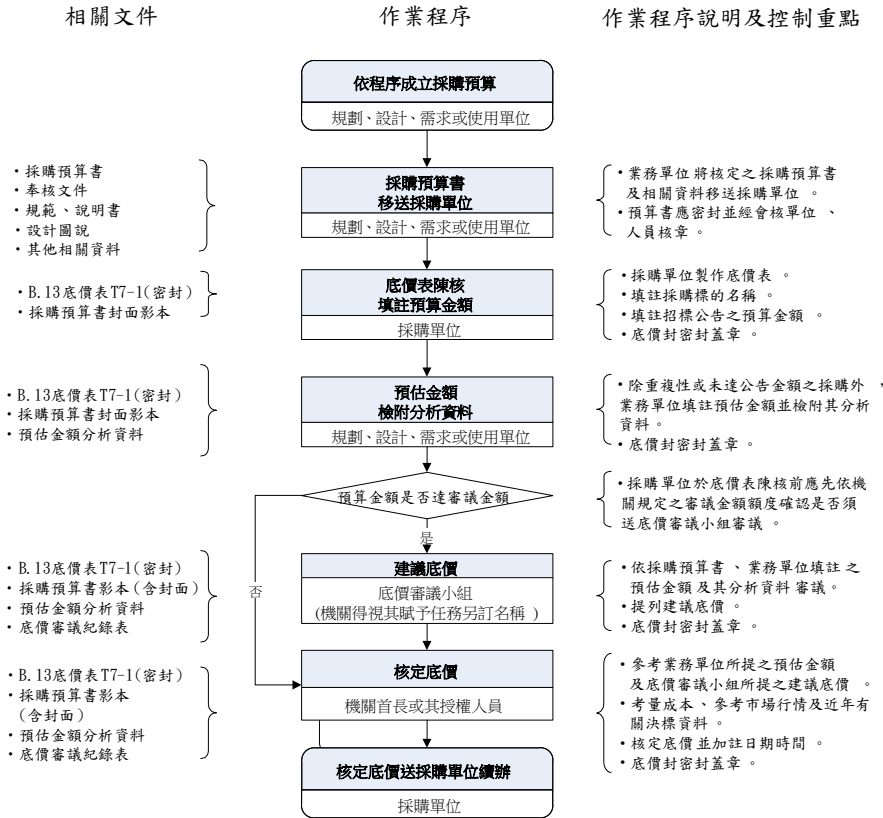 相關文件
作業程序
作業程序說明及控制重點
依程序成立採購預算
規劃、設計、需求或使用單位
・採購預算書
・奉核文件
・規範、說明書
・設計圖說
・其他相關資料
採購預算書
移送採購單位
規劃、設計、需求或使用單位
・業務單位將核定之採購預算書
及相關資料移送採購單位。
・預算書應密封並經會核單位、
人員核章。
・B.13底價表T7-1(密封)
・採購預算書封面影本
底價表陳核
填註預算金額
採購單位
・採購單位製作底價表。
・填註採購標的名稱。
・填註招標公告之預算金額。
・底價封密封蓋章。
・B.13底價表T7-1(密封)
・採購預算書封面影本
・預估金額分析資料
預估金額
檢附分析資料
規劃、設計、需求或使用單位
・除重複性或未達公告金額之採購外，
業務單位填註預估金額並檢附其分析
資料。
・底價封密封蓋章。
預算金額是否達審議金額
・採購單位於底價表陳核前應先依機
關規定之審議金額額度確認是否須
送底價審議小組審議。
是
否
・B.13底價表T7-1(密封)
・採購預算書影本(含封面)
・預估金額分析資料
・底價審議紀錄表
建議底價
底價審議小組
(機關得視其賦予任務另訂名稱)
・依採購預算書、業務單位填註之
預估金額及其分析資料審議。
・提列建議底價。
・底價封密封蓋章。
・B.13底價表T7-1(密封)
・採購預算書影本
(含封面)
・預估金額分析資料
・底價審議紀錄表
核定底價
機關首長或其授權人員
・參考業務單位所提之預估金額
及底價審議小組所提之建議底價。
・考量成本、參考市場行情及近年有
關決標資料。
・核定底價並加註日期時間。
・底價封密封蓋章。
核定底價送採購單位續辦
採購單位